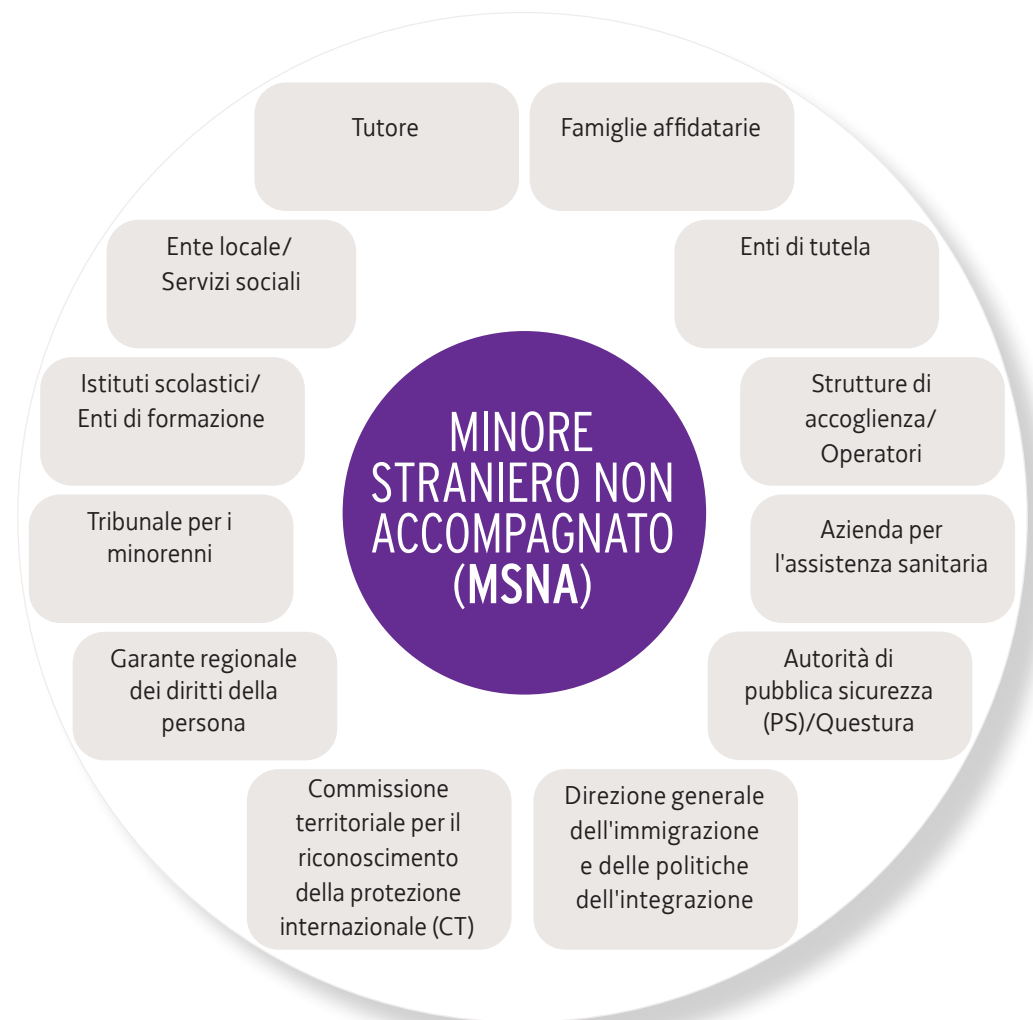 Tutore
Famiglie affidatarie
Ente locale/
Servizi sociali
Enti di tutela
Istituti scolastici/
Enti di formazione
Strutture di
accoglienza/
Operatori
MINORE
STRANIERO NON
ACCOMPAGNATO
(MSNA)
Tribunale per i
minorenni
Azienda per
l'assistenza sanitaria
Garante regionale
dei diritti della
persona
Autorità di
pubblica sicurezza
(PS)/Questura
Commissione
territoriale per il
riconoscimento
della protezione
internazionale (CT)
Direzione generale
dell'immigrazione
e delle politiche
dell'integrazione